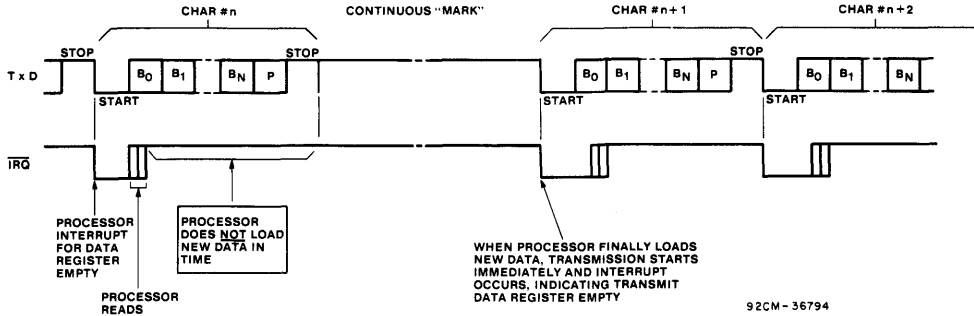 CHAR #n
CONTINUOUS "MARK"
CHAR #n+1
CHAR #n+2
STOP
STOP
STOP
T x D
B0
B1
BN
P
B0
B1
BN
P
B0
B1
BN
START
START
START
IRQ
PROCESSOR
INTERRUPT
FOR DATA
REGISTER
EMPTY
PROCESSOR
READS
PROCESSOR
DOES NOT LOAD
NEW DATA IN
TIME
WHEN PROCESSOR FINALLY LOADS
NEW DATA, TRANSMISSION STARTS
IMMEDIATELY AND INTERRUPT
OCCURS, INDICATING TRANSMIT
DATA REGISTER EMPTY
92CM-36794